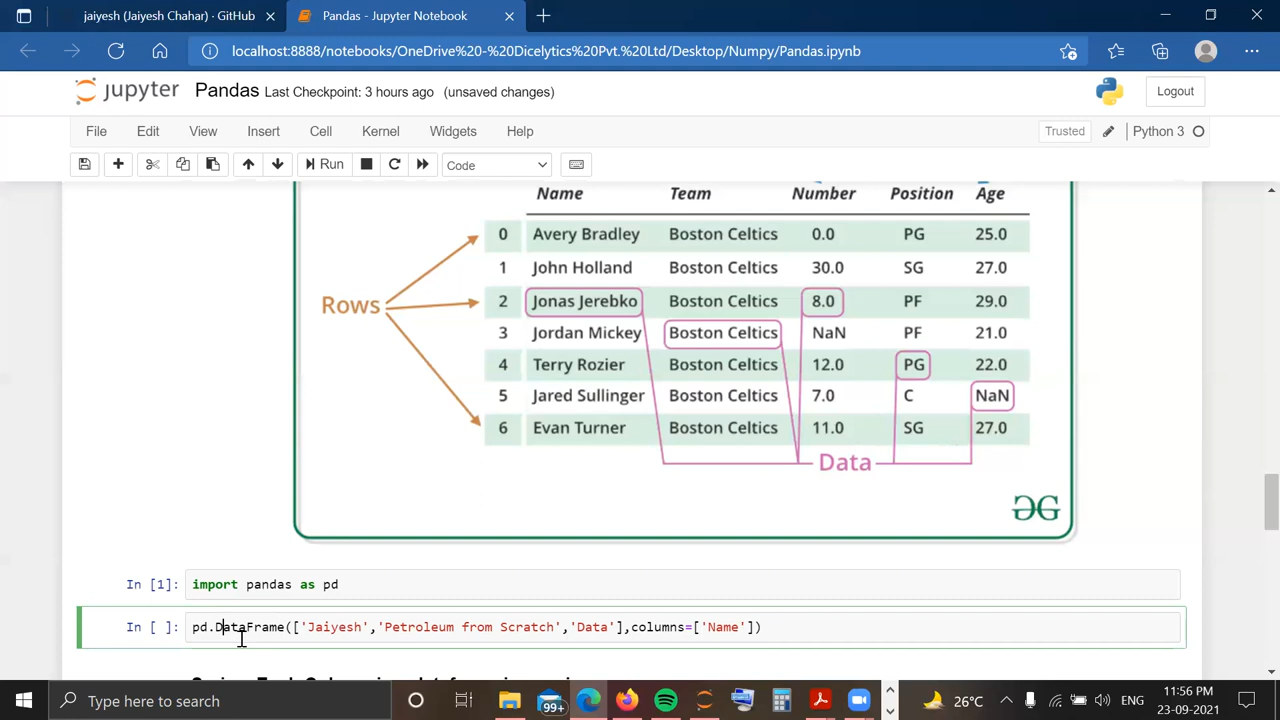 jaiyesh (Jaiyesh Chahar) · GitHub
Pandas - Jupyter Notebook
localhost:8888/notebooks/OneDrive%20-%20Dicelytics%20Pvt.%20Ltd/Desktop/Numpy/Pandas.ipynb
jupyter Pandas Last Checkpoint: 3 hours ago (unsaved changes) Logout
File Edit View Insert Cell Kernel Widgets Help Trusted Python 3
Run Code
Name Team Number Position Age
0 Avery Bradley Boston Celtics 0.0 PG 25.0
1 John Holland Boston Celtics 30.0 SG 27.0
Rows
2 Jonas Jerebko Boston Celtics 8.0 PF 29.0
3 Jordan Mickey Boston Celtics NaN PF 21.0
4 Terry Rozier Boston Celtics 12.0 PG 22.0
5 Jared Sullinger Boston Celtics 7.0 C NaN
6 Evan Turner Boston Celtics 11.0 SG 27.0
Data
In [1]: import pandas as pd
In [ ]: pd.DataFrame(['Jaiyesh','Petroleum from Scratch','Data'],columns=['Name'])
Type here to search
99+
26°C
ENG
11:56 PM
23-09-2021